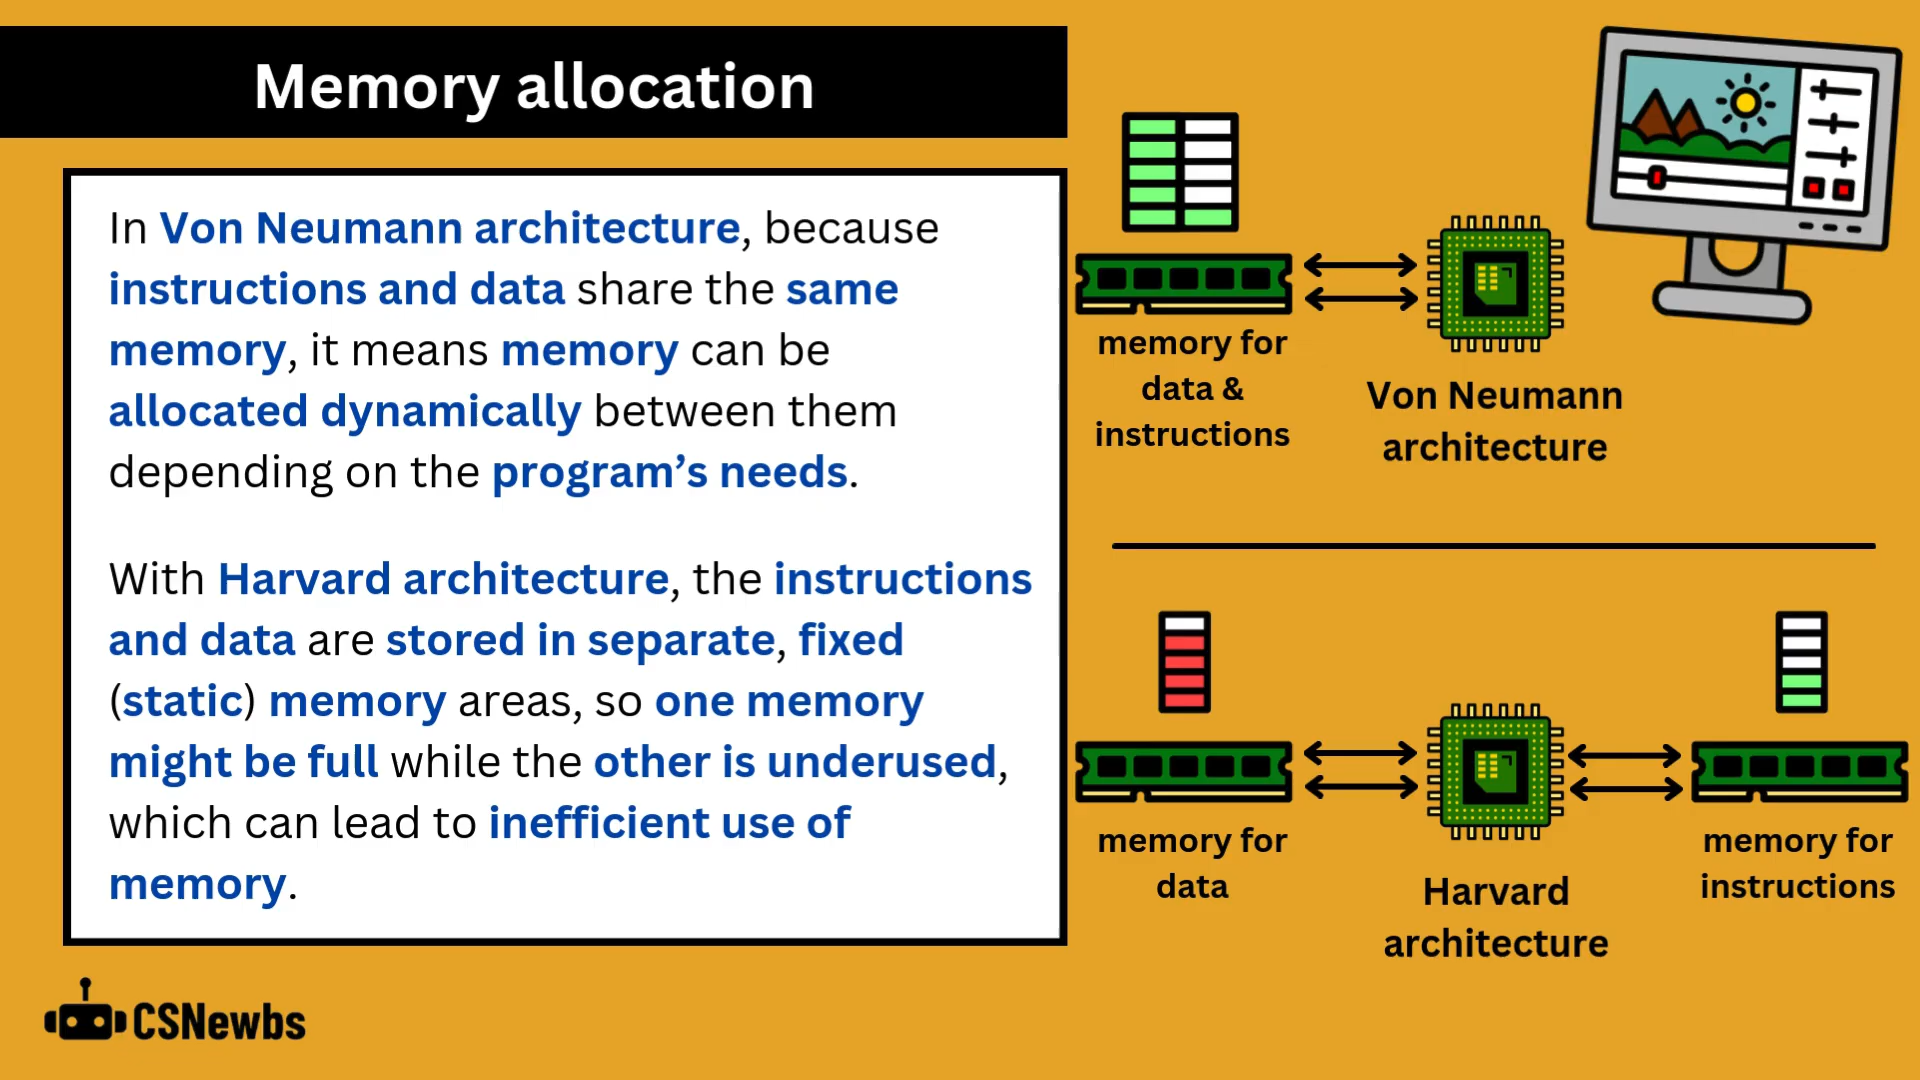 Memory allocation
In Von Neumann architecture, because
instructions and data share the same
memory, it means memory can be
allocated dynamically between them
depending on the program’s needs.
With Harvard architecture, the instructions
and data are stored in separate, fixed
(static) memory areas, so one memory
might be full while the other is underused,
which can lead to inefficient use of
memory.
memory for
data &
instructions
Von Neumann
architecture
memory for
data
Harvard
architecture
memory for
instructions
CSNewbs